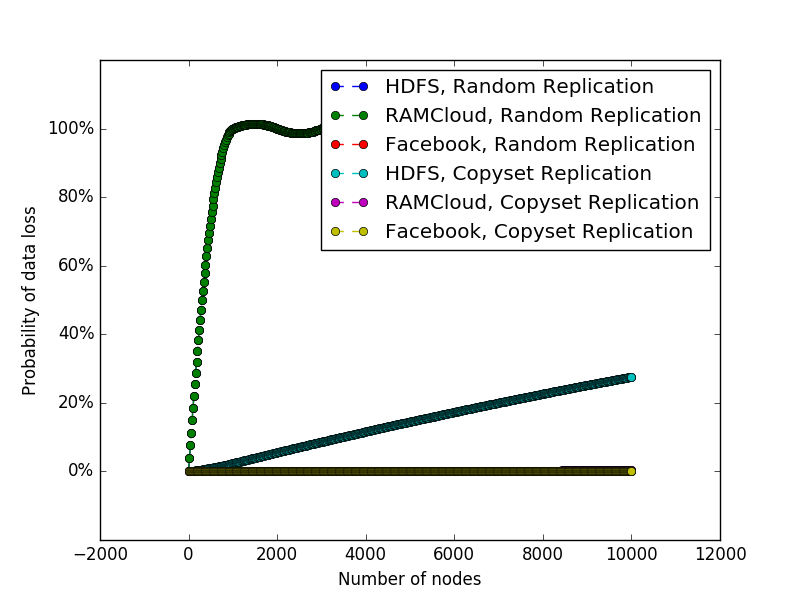 HDFS, Random Replication
RAMCloud, Random Replication
Facebook, Random Replication
HDFS, Copyset Replication
RAMCloud, Copyset Replication
Facebook, Copyset Replication
100%
80%
60%
40%
20%
0%
Probability of data loss
−2000 0 2000 4000 6000 8000 10000 12000
Number of nodes